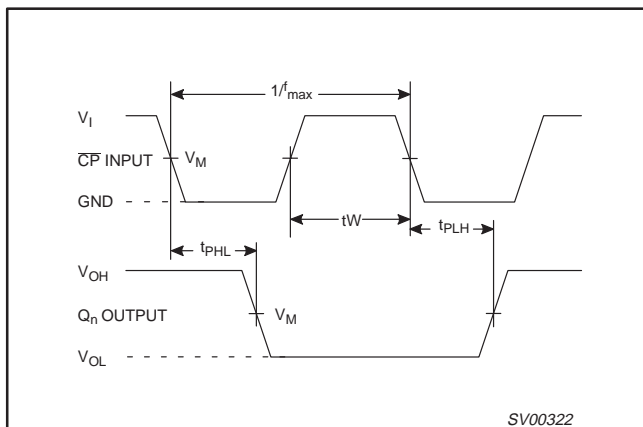 1/fmax
VI
CP INPUT
VM
GND
tW
tPHL
tPLH
VOH
Qn OUTPUT
VM
VOL
SV00322